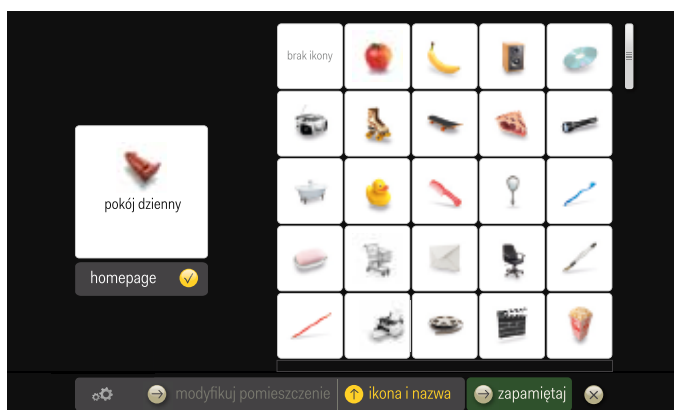 brak ikony
pokój dzienny
homepage
modyfikuj pomieszczenie
ikona i nazwa
zapamiętaj